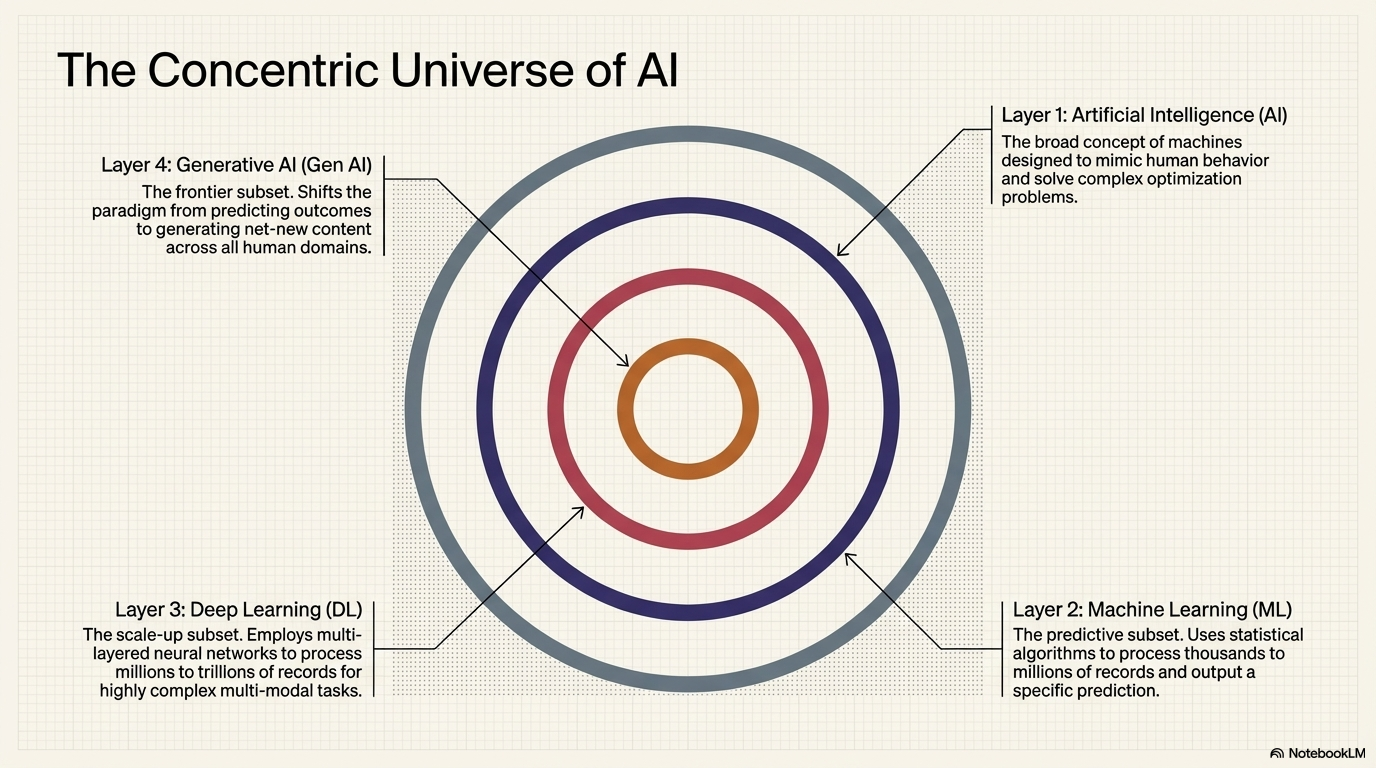 The Concentric Universe of AI
Layer 1: Artificial Intelligence (AI)
The broad concept of machines
designed to mimic human behavior
and solve complex optimization
problems.
Layer 4: Generative AI (Gen AI)
The frontier subset. Shifts the
paradigm from predicting outcomes
to generating net-new content
across all human domains.
Layer 3: Deep Learning (DL)
The scale-up subset. Employs multi-
layered neural networks to process
millions to trillions of records for
highly complex multi-modal tasks.
Layer 2: Machine Learning (ML)
The predictive subset. Uses statistical
algorithms to process thousands to
millions of records and output a
specific prediction.
NotebookLM